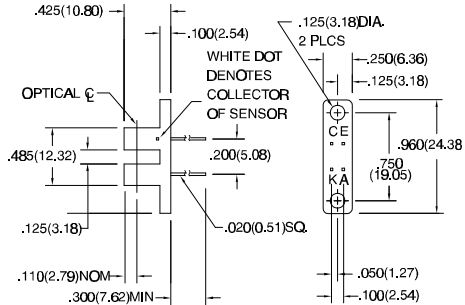 .425(10.80)
.100(2.54)
WHITE DOT
DENOTES
COLLECTOR
OF SENSOR
OPTICAL ℄
.485(12.32)
.200(5.08)
.125(3.18)
.020(0.51)SQ.
.110(2.79)NOM
.300(7.62)MIN
.125(3.18)DIA.
2 PLCS
.250(6.36)
.125(3.18)
CE
.960(24.38
.750
(19.05)
KA
.050(1.27)
.100(2.54)